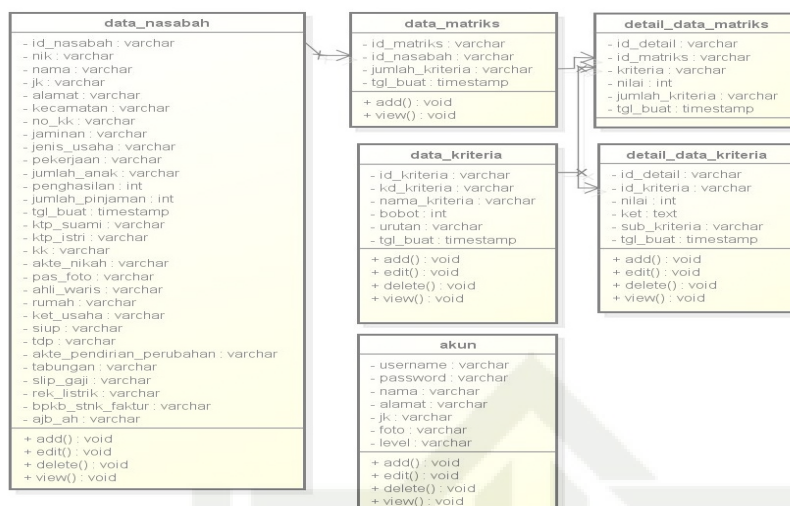 data_nasabah
- id_nasabah : varchar
- nik : varchar
- nama : varchar
- jk : varchar
- alamat : varchar
- kecamatan : varchar
- no_kk : varchar
- jaminan : varchar
- jenis_usaha : varchar
- pekerjaan : varchar
- jumlah_anak : varchar
- penghasilan : int
- jumlah_pinjaman : int
- tgl_buat : timestamp
- ktp_suami : varchar
- ktp_istri : varchar
- kk : varchar
- akte_nikah : varchar
- pas_foto : varchar
- ahli_waris : varchar
- rumah : varchar
- ket_usaha : varchar
- siup : varchar
- tdp : varchar
- akte_pendirian_perubahan : varchar
- tabungan : varchar
- slip_gaji : varchar
- rek_listrik : varchar
- bpkb_stnk_faktur : varchar
- ajb_ah : varchar
+ add() : void
+ edit() : void
+ delete() : void
+ view() : void
data_matriks
- id_matriks : varchar
- id_nasabah : varchar
- jumlah_kriteria : varchar
- tgl_buat : timestamp
+ add() : void
+ view() : void
detail_data_matriks
- id_detail : varchar
- id_matriks : varchar
- kriteria : varchar
- nilai : int
- jumlah_kriteria : varchar
- tgl_buat : timestamp
data_kriteria
- id_kriteria : varchar
- kd_kriteria : varchar
- nama_kriteria : varchar
- bobot : int
- urutan : varchar
- tgl_buat : timestamp
+ add() : void
+ edit() : void
+ delete() : void
+ view() : void
detail_data_kriteria
- id_detail : varchar
- id_kriteria : varchar
- nilai : int
- ket : text
- sub_kriteria : varchar
- tgl_buat : timestamp
+ add() : void
+ edit() : void
+ delete() : void
+ view() : void
akun
- username : varchar
- password : varchar
- nama : varchar
- alamat : varchar
- jk : varchar
- foto : varchar
- level : varchar
+ add() : void
+ edit() : void
+ delete() : void
+ view() : void